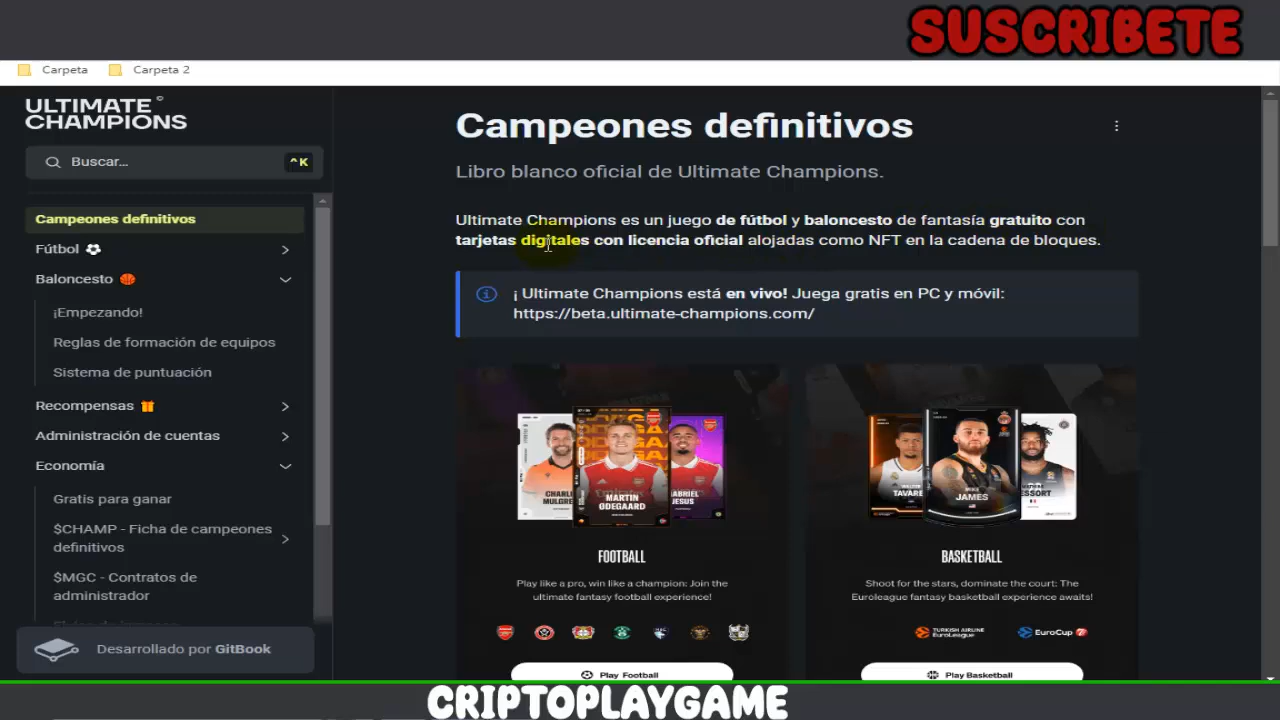 SUSCRIBETE
Carpeta
Carpeta 2
ULTIMATE
CHAMPIONS
Buscar...
^K
Campeones definitivos
Fútbol
Baloncesto
¡Empezando!
Reglas de formación de equipos
Sistema de puntuación
Recompensas
Administración de cuentas
Economía
Gratis para ganar
$CHAMP - Ficha de campeones
definitivos
$MGC - Contratos de
administrador
Desarrollado por GitBook
Campeones definitivos
Libro blanco oficial de Ultimate Champions.
Ultimate Champions es un juego de fútbol y baloncesto de fantasía gratuito con
tarjetas digitales con licencia oficial alojadas como NFT en la cadena de bloques.
¡ Ultimate Champions está en vivo! Juega gratis en PC y móvil:
https://beta.ultimate-champions.com/
MARTIN
ØDEGAARD
JESUS
FOOTBALL
Play like a pro, win like a champion: Join the
ultimate fantasy football experience!
Play Football
TAVARE
JAMES
BASKETBALL
Shoot for the stars, dominate the court: The
Euroleague fantasy basketball experience awaits!
TURKISH AIRLINES
EuroLeague
EuroCup
Play Basketball
CRIPTOPLAYGAME